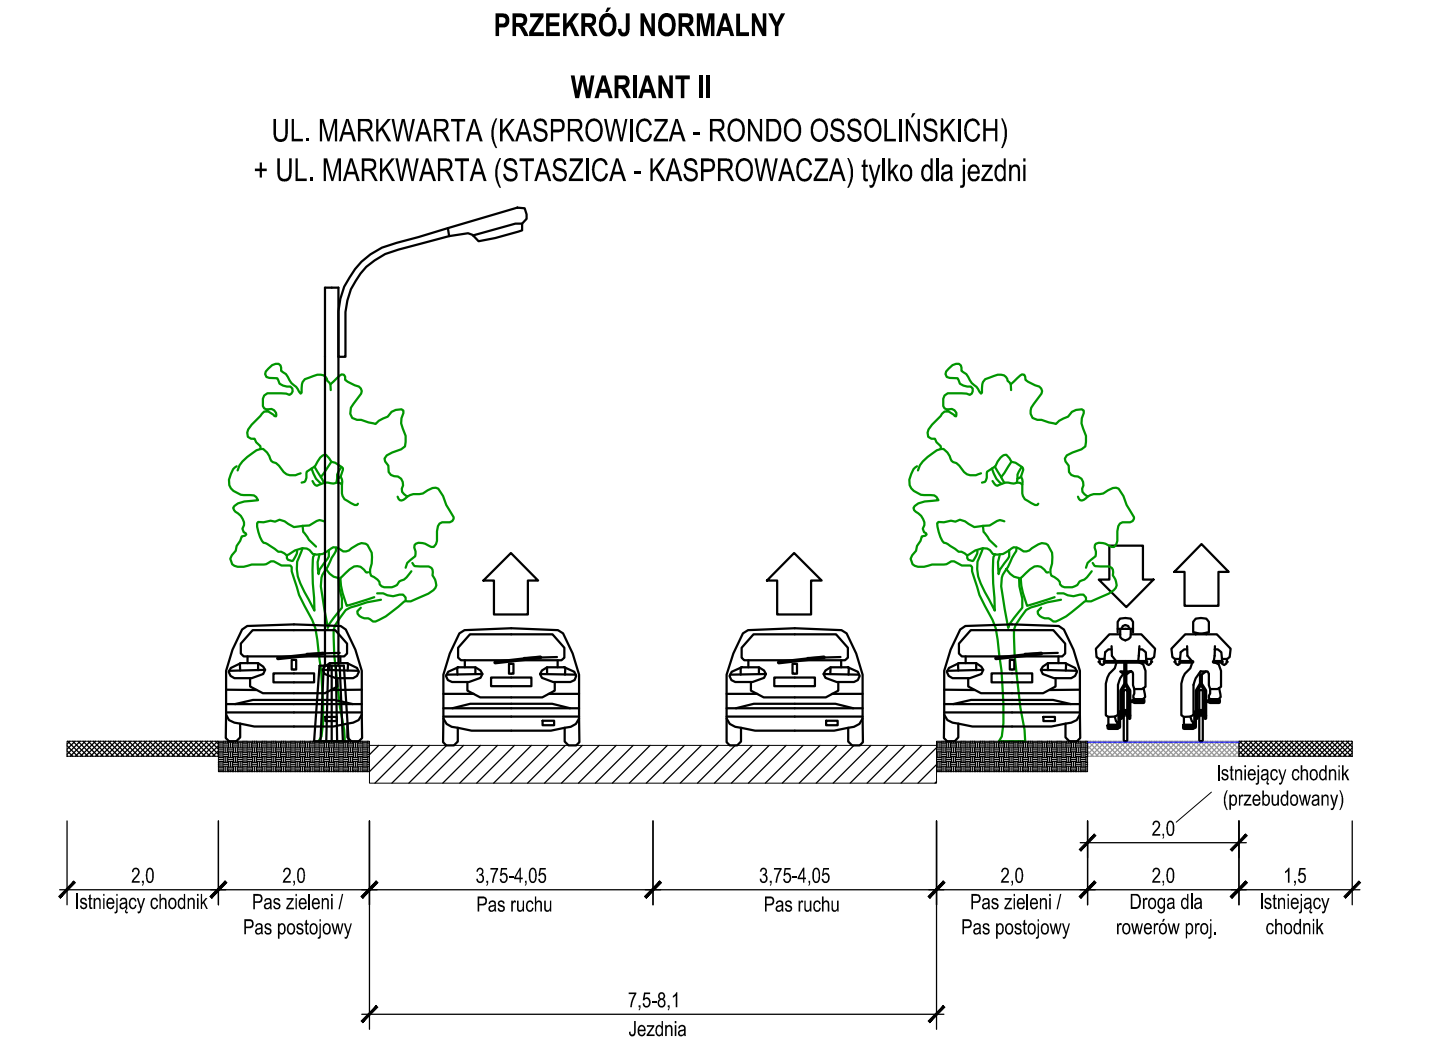 PRZEKRÓJ NORMALNY
WARIANT II
UL. MARKWARTA (KASPROWICZA - RONDO OSSOLIŃSKICH)
+ UL. MARKWARTA (STASZICA - KASPROWACZA) tylko dla jezdni
Istniejący chodnik
(przebudowany)
2,0
2,0
Istniejący chodnik
2,0
Pas zieleni /
Pas postojowy
3,75-4,05
Pas ruchu
3,75-4,05
Pas ruchu
2,0
Pas zieleni /
Pas postojowy
2,0
Droga dla
rowerów proj.
1,5
Istniejący
chodnik
7,5-8,1
Jezdnia